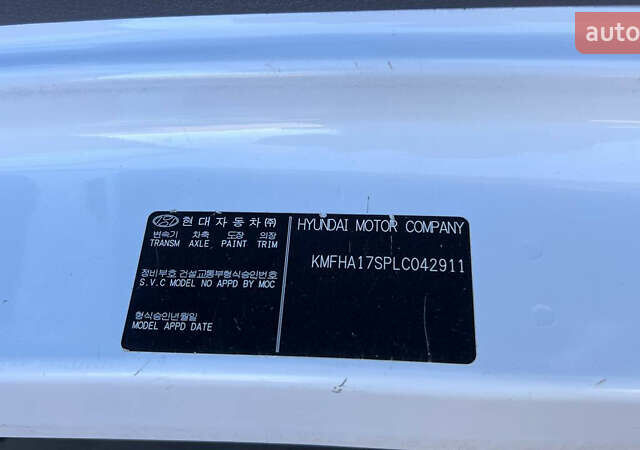 auto
현대자동차㈜
변속기 차축 도장 의장
TRANSM AXLE PAINT TRIM
정비부호 건설교통부형식승인번호
S.V.C MODEL NO APPD BY MOC
형식승인년월일
MODEL APPD DATE
HYUNDAI MOTOR COMPANY
KMFHA17SPLC042911